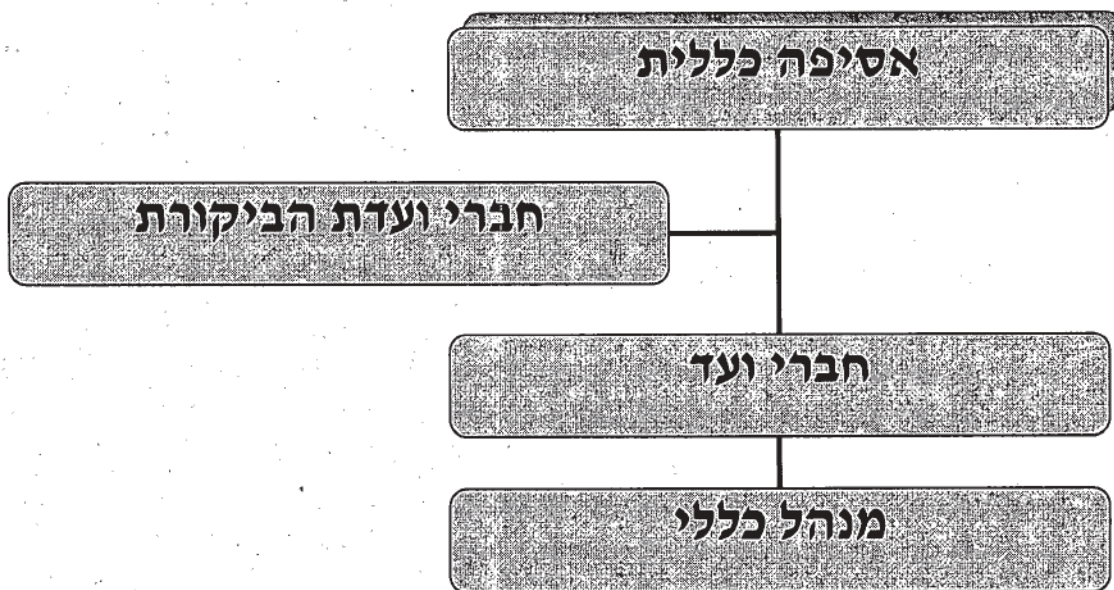 אסיפה כללית
חברי ועדת הביקורת
חברי ועד
מנהל כללי